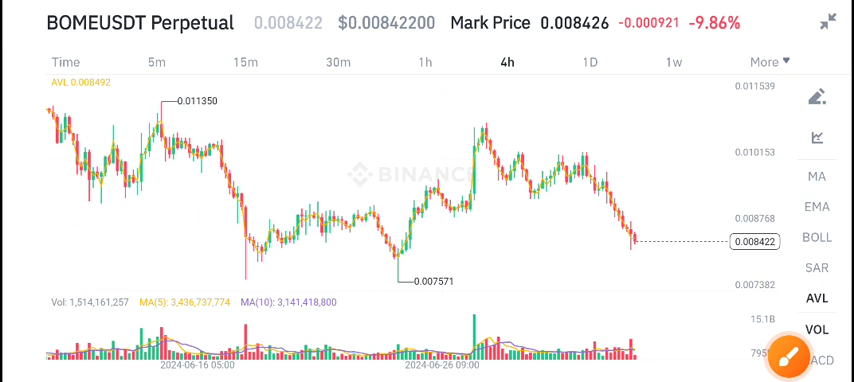 BOMEUSDT Perpetual 0.008422 $0.00842200 Mark Price 0.008426 -0.000921 -9.86%
Time 5m 15m 30m 1h 4h 1D 1w More
AVL 0.008492
0.011539
0.011350
0.010153
BINANCE
MA
EMA
0.008768
BOLL
0.008422
SAR
0.007571
0.007382
AVL
Vol: 1,514,161,257 MA(5): 3,436,737,774 MA(10): 3,141,418,800
15.1B
VOL
2024-06-16 05:00 2024-06-26 09:00